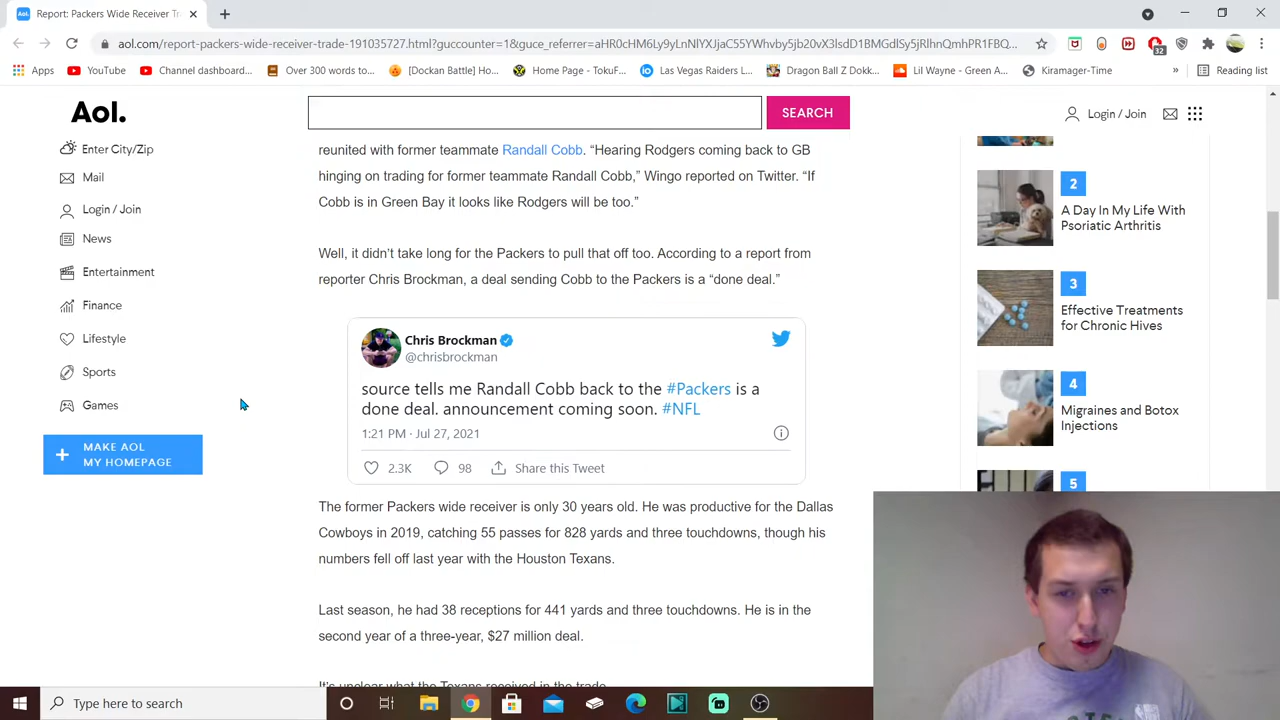 Aol.
Report: Packers Wide Receiver Tr
aol.com/report-packers-wide-receiver-trade-191035727.html?guccounter=1&guce_referrer=aHR0cHM6Ly9yLnNlYXJjaC55YWhvby5jb20vX3lsdD1BMGdlSy5jRlhnQmhPR1FBQ...
32
Apps
YouTube
Channel dashboard...
Over 300 words to...
[Dockan Battle] Ho...
Home Page - TokuF...
Las Vegas Raiders L...
Dragon Ball Z Dokk...
Lil Wayne - Green A...
Kiramager-Time
»
Reading list
Aol.
SEARCH
Login / Join
Enter City/Zip
Mail
Login / Join
News
Entertainment
Finance
Lifestyle
Sports
Games
+ MAKE AOL
MY HOMEPAGE
with former teammate Randall Cobb. “Hearing Rodgers coming back to GB
hinging on trading for former teammate Randall Cobb,” Wingo reported on Twitter. “If
Cobb is in Green Bay it looks like Rodgers will be too.”
Well, it didn’t take long for the Packers to pull that off too. According to a report from
reporter Chris Brockman, a deal sending Cobb to the Packers is a “done deal.”
Chris Brockman
@chrisbrockman
source tells me Randall Cobb back to the #Packers is a
done deal. announcement coming soon. #NFL
1:21 PM · Jul 27, 2021
2.3K
98
Share this Tweet
The former Packers wide receiver is only 30 years old. He was productive for the Dallas
Cowboys in 2019, catching 55 passes for 828 yards and three touchdowns, though his
numbers fell off last year with the Houston Texans.
Last season, he had 38 receptions for 441 yards and three touchdowns. He is in the
second year of a three-year, $27 million deal.
It’s unclear what the Texans received in the trade
2
A Day In My Life With
Psoriatic Arthritis
3
Effective Treatments
for Chronic Hives
4
Migraines and Botox
Injections
5
Type here to search